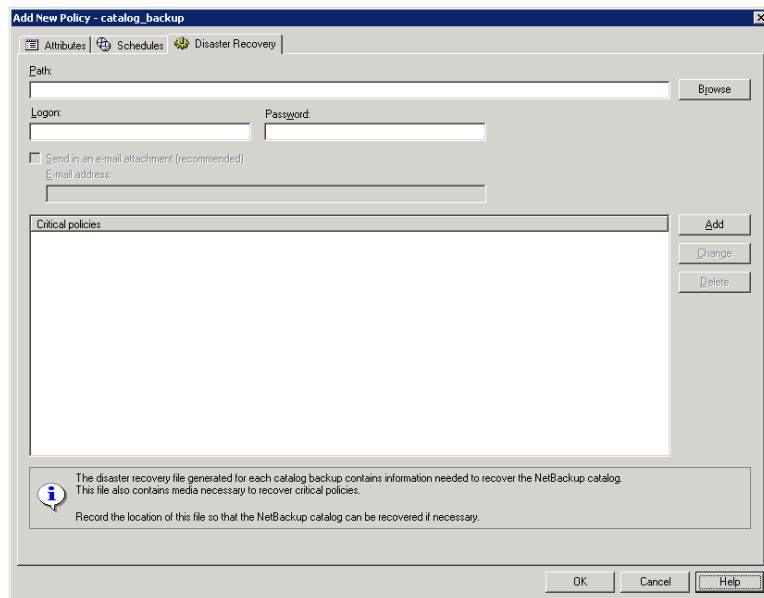 Add New Policy - catalog_backup
Attributes Schedules Disaster Recovery
Path:
Browse
Logon: Password:
Send in an e-mail attachment (recommended)
E-mail address:
Critical policies
Add
Change
Delete
The disaster recovery file generated for each catalog backup contains information needed to recover the NetBackup catalog.
This file also contains media necessary to recover critical policies.
Record the location of this file so that the NetBackup catalog can be recovered if necessary.
OK Cancel Help